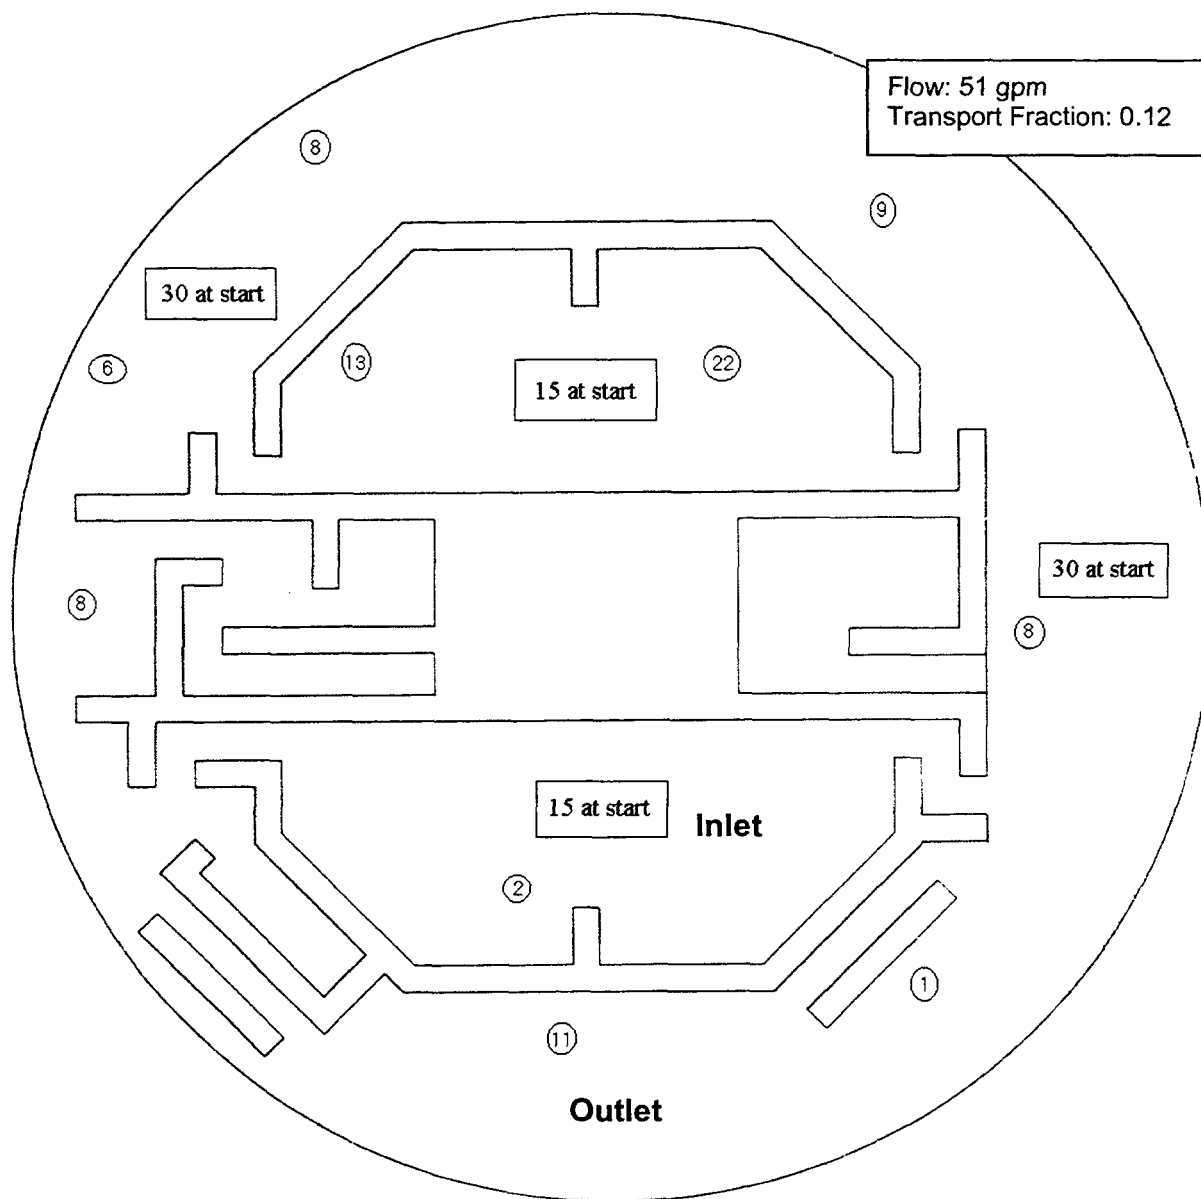 Flow: 51 gpm
Transport Fraction: 0.12
8
9
30 at start
6
13
15 at start
22
30 at start
8
8
15 at start
Inlet
2
1
11
Outlet